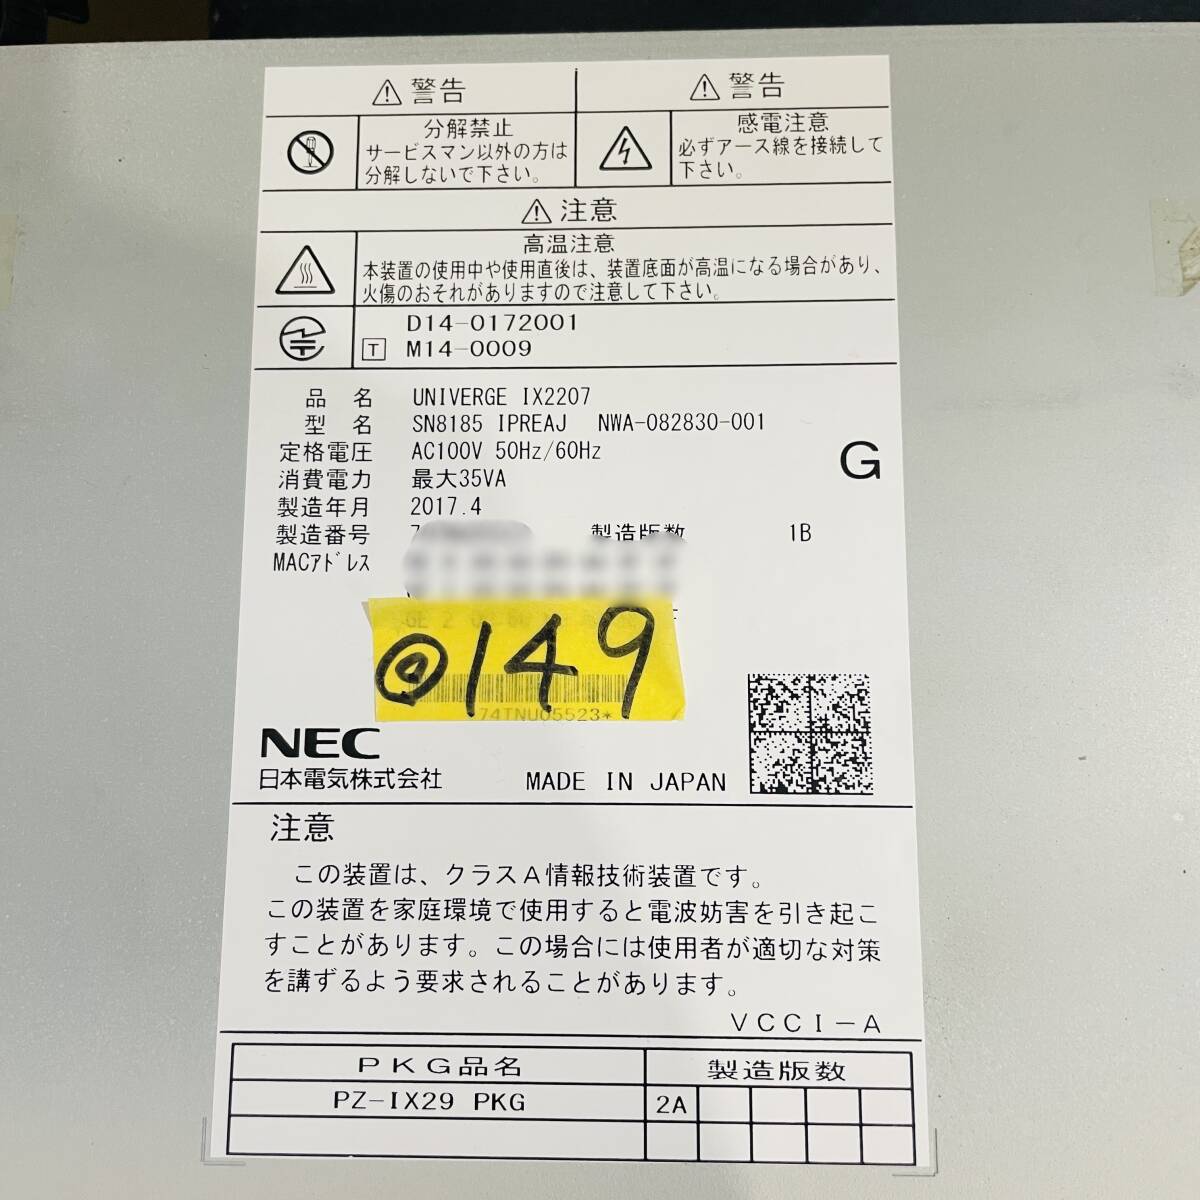 警告
分解禁止
サービスマン以外の方は
分解しないで下さい。
警告
感電注意
必ずアース線を接続して
下さい。
注意
高温注意
本装置の使用中や使用直後は、装置底面が高温になる場合があり、
火傷のおそれがありますので注意して下さい。
D14-0172001
T M14-0009
品名 UNIVERGE IX2207
型名 SN8185 IPREAJ NWA-082830-001
定格電圧 AC100V 50Hz/60Hz
消費電力 最大35VA
製造年月 2017.4
G
製造番号 製造版数 1B
MACアドレス
④149
74TNU05523*
NEC
日本電気株式会社 MADE IN JAPAN
注意
この装置は、クラスA情報技術装置です。
この装置を家庭環境で使用すると電波妨害を引き起こ
すことがあります。この場合には使用者が適切な対策
を講ずるよう要求されることがあります。
VCCI-A
PKG品名 製造版数
PZ-IX29 PKG 2A